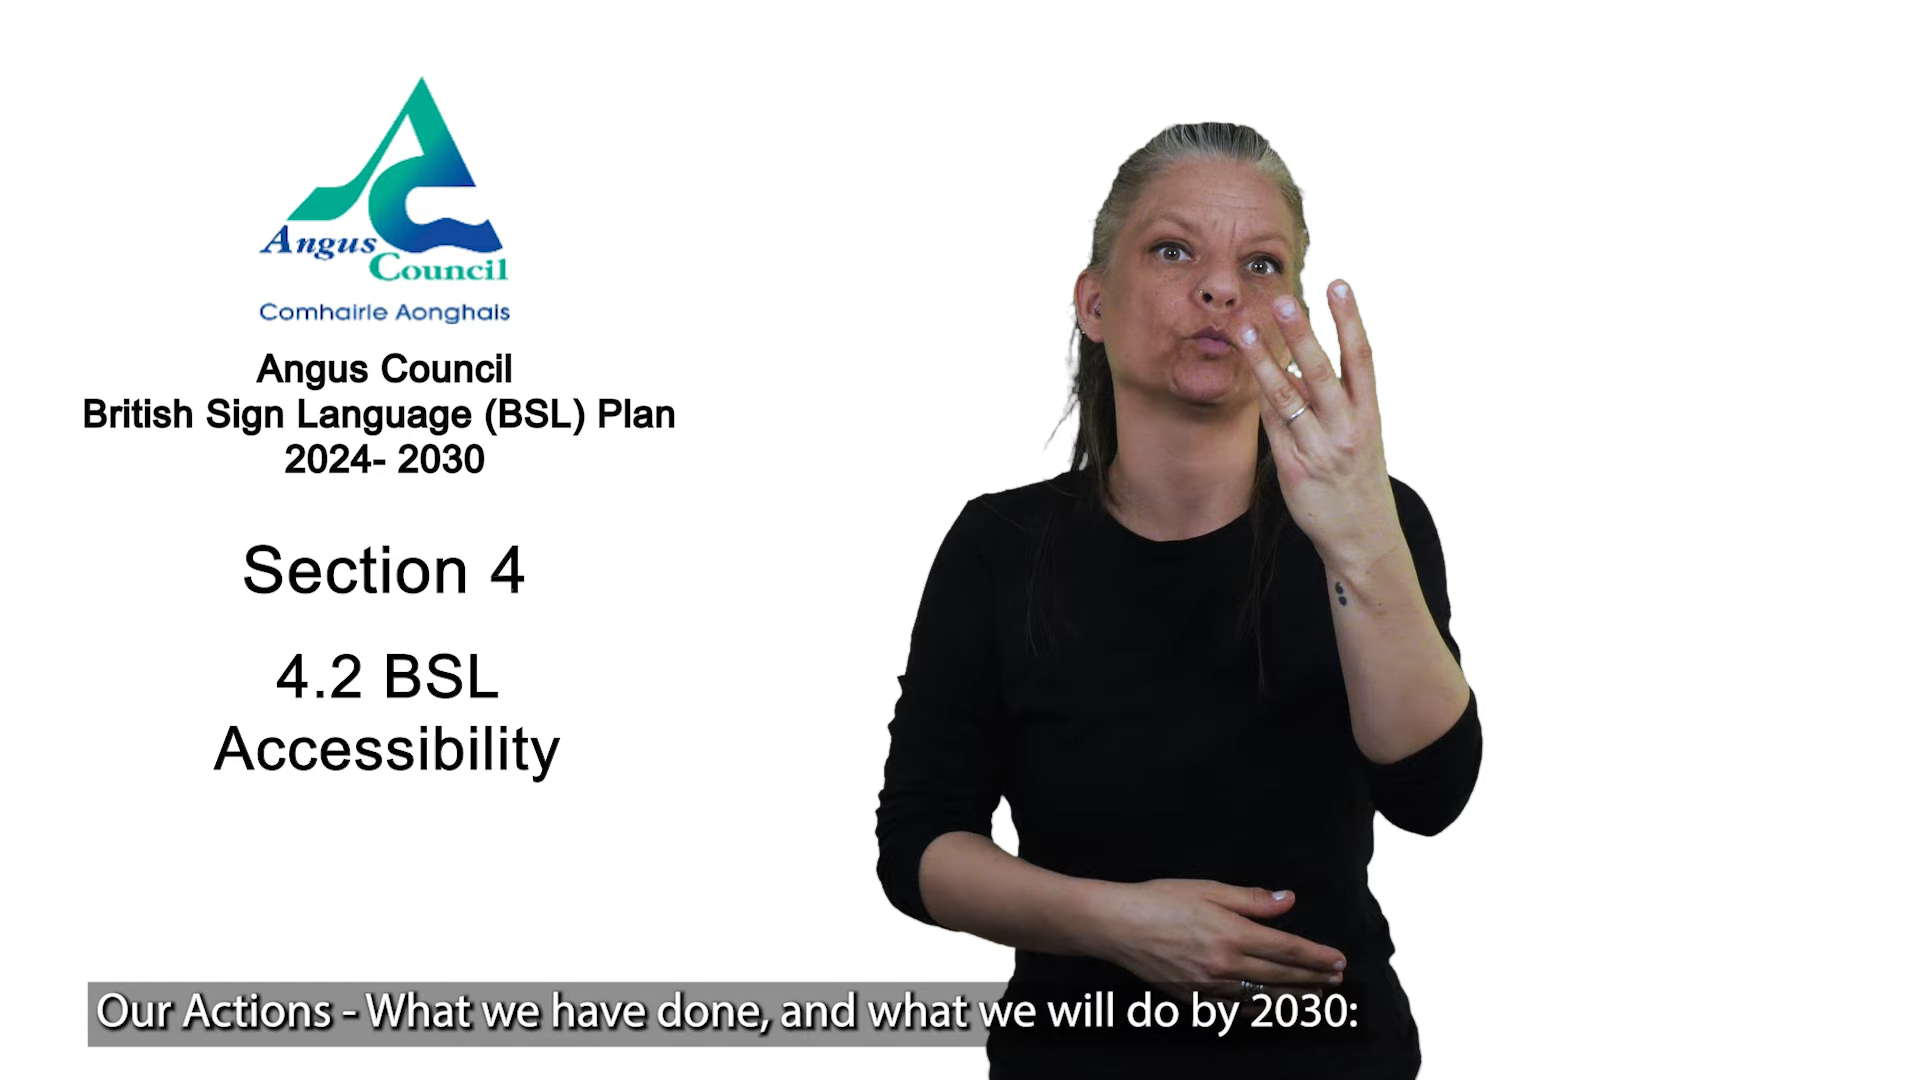 Angus
Council
Comhairle Aonghais
Angus Council
British Sign Language (BSL) Plan
2024- 2030
Section 4
4.2 BSL
Accessibility
Our Actions - What we have done, and what we will do by 2030: